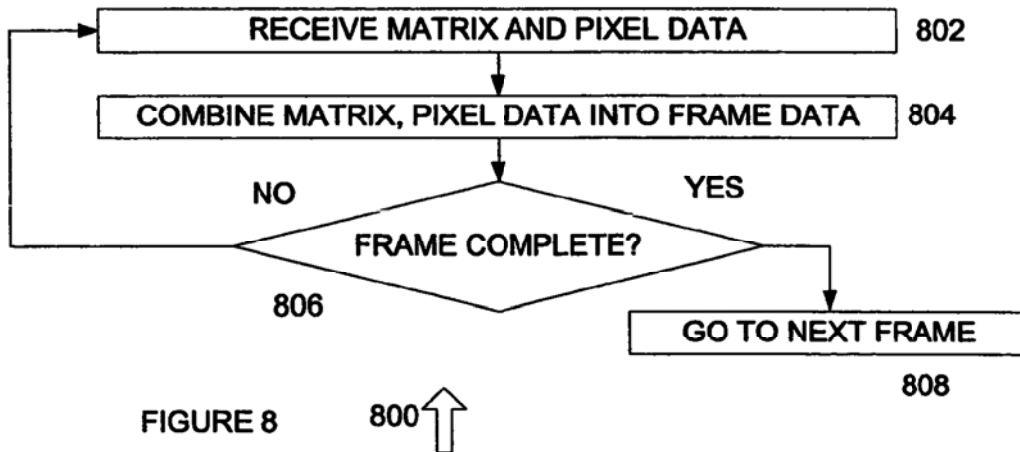 RECEIVE MATRIX AND PIXEL DATA 802
COMBINE MATRIX, PIXEL DATA INTO FRAME DATA 804
NO YES
FRAME COMPLETE?
806
GO TO NEXT FRAME
808
FIGURE 8 800